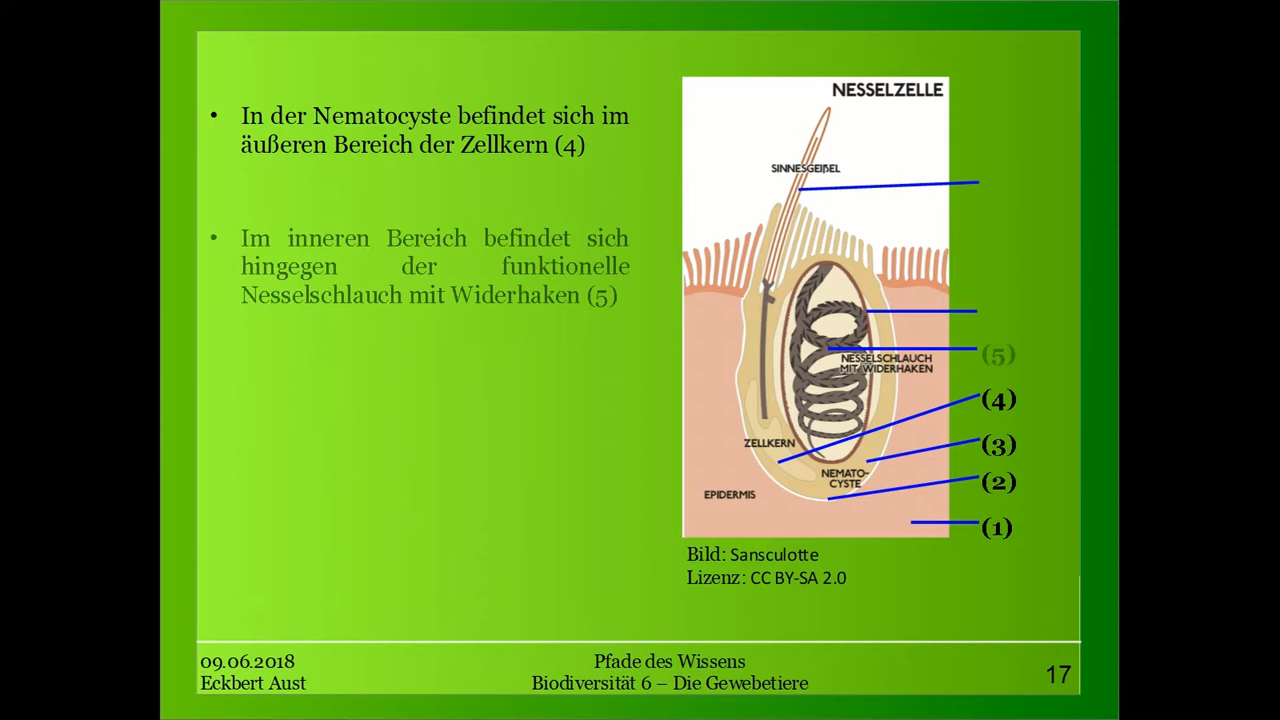 • In der Nematocyste befindet sich im
äußeren Bereich der Zellkern (4)
• Im inneren Bereich befindet sich
hingegen der funktionelle
Nesselschlauch mit Widerhaken (5)
NESSELZELLE
SINNESGEIßEL
NESSELSCHLAUCH
MIT WIDERHAKEN
(5)
(4)
ZELLKERN
(3)
NEMATO-
CYSTE
(2)
EPIDERMIS
(1)
Bild: Sansculotte
Lizenz: CC BY-SA 2.0
09.06.2018
Eckbert Aust
Pfade des Wissens
Biodiversität 6 – Die Gewebetiere
17